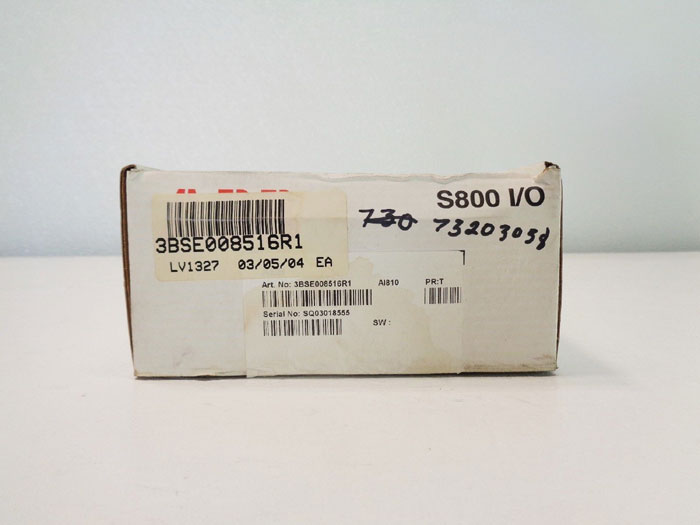 S800 I/O
730 73203058
3BSE008516R1
LV1327 03/05/04 EA
Art. No: 3BSE008516R1 AI810 PR:T
Serial No: SQ03018555
SW :